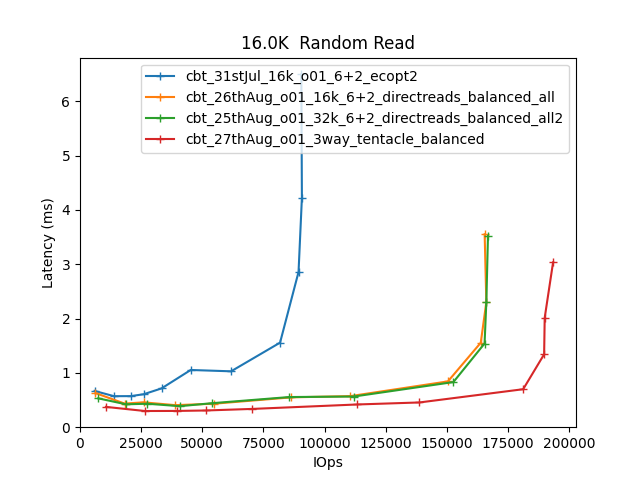 16.0K  Random Read
cbt_31stJul_16k_o01_6+2_ecopt2
cbt_26thAug_o01_16k_6+2_directreads_balanced_all
cbt_25thAug_o01_32k_6+2_directreads_balanced_all2
cbt_27thAug_o01_3way_tentacle_balanced
Latency (ms)
6
5
4
3
2
1
0
0 25000 50000 75000 100000 125000 150000 175000 200000
IOps